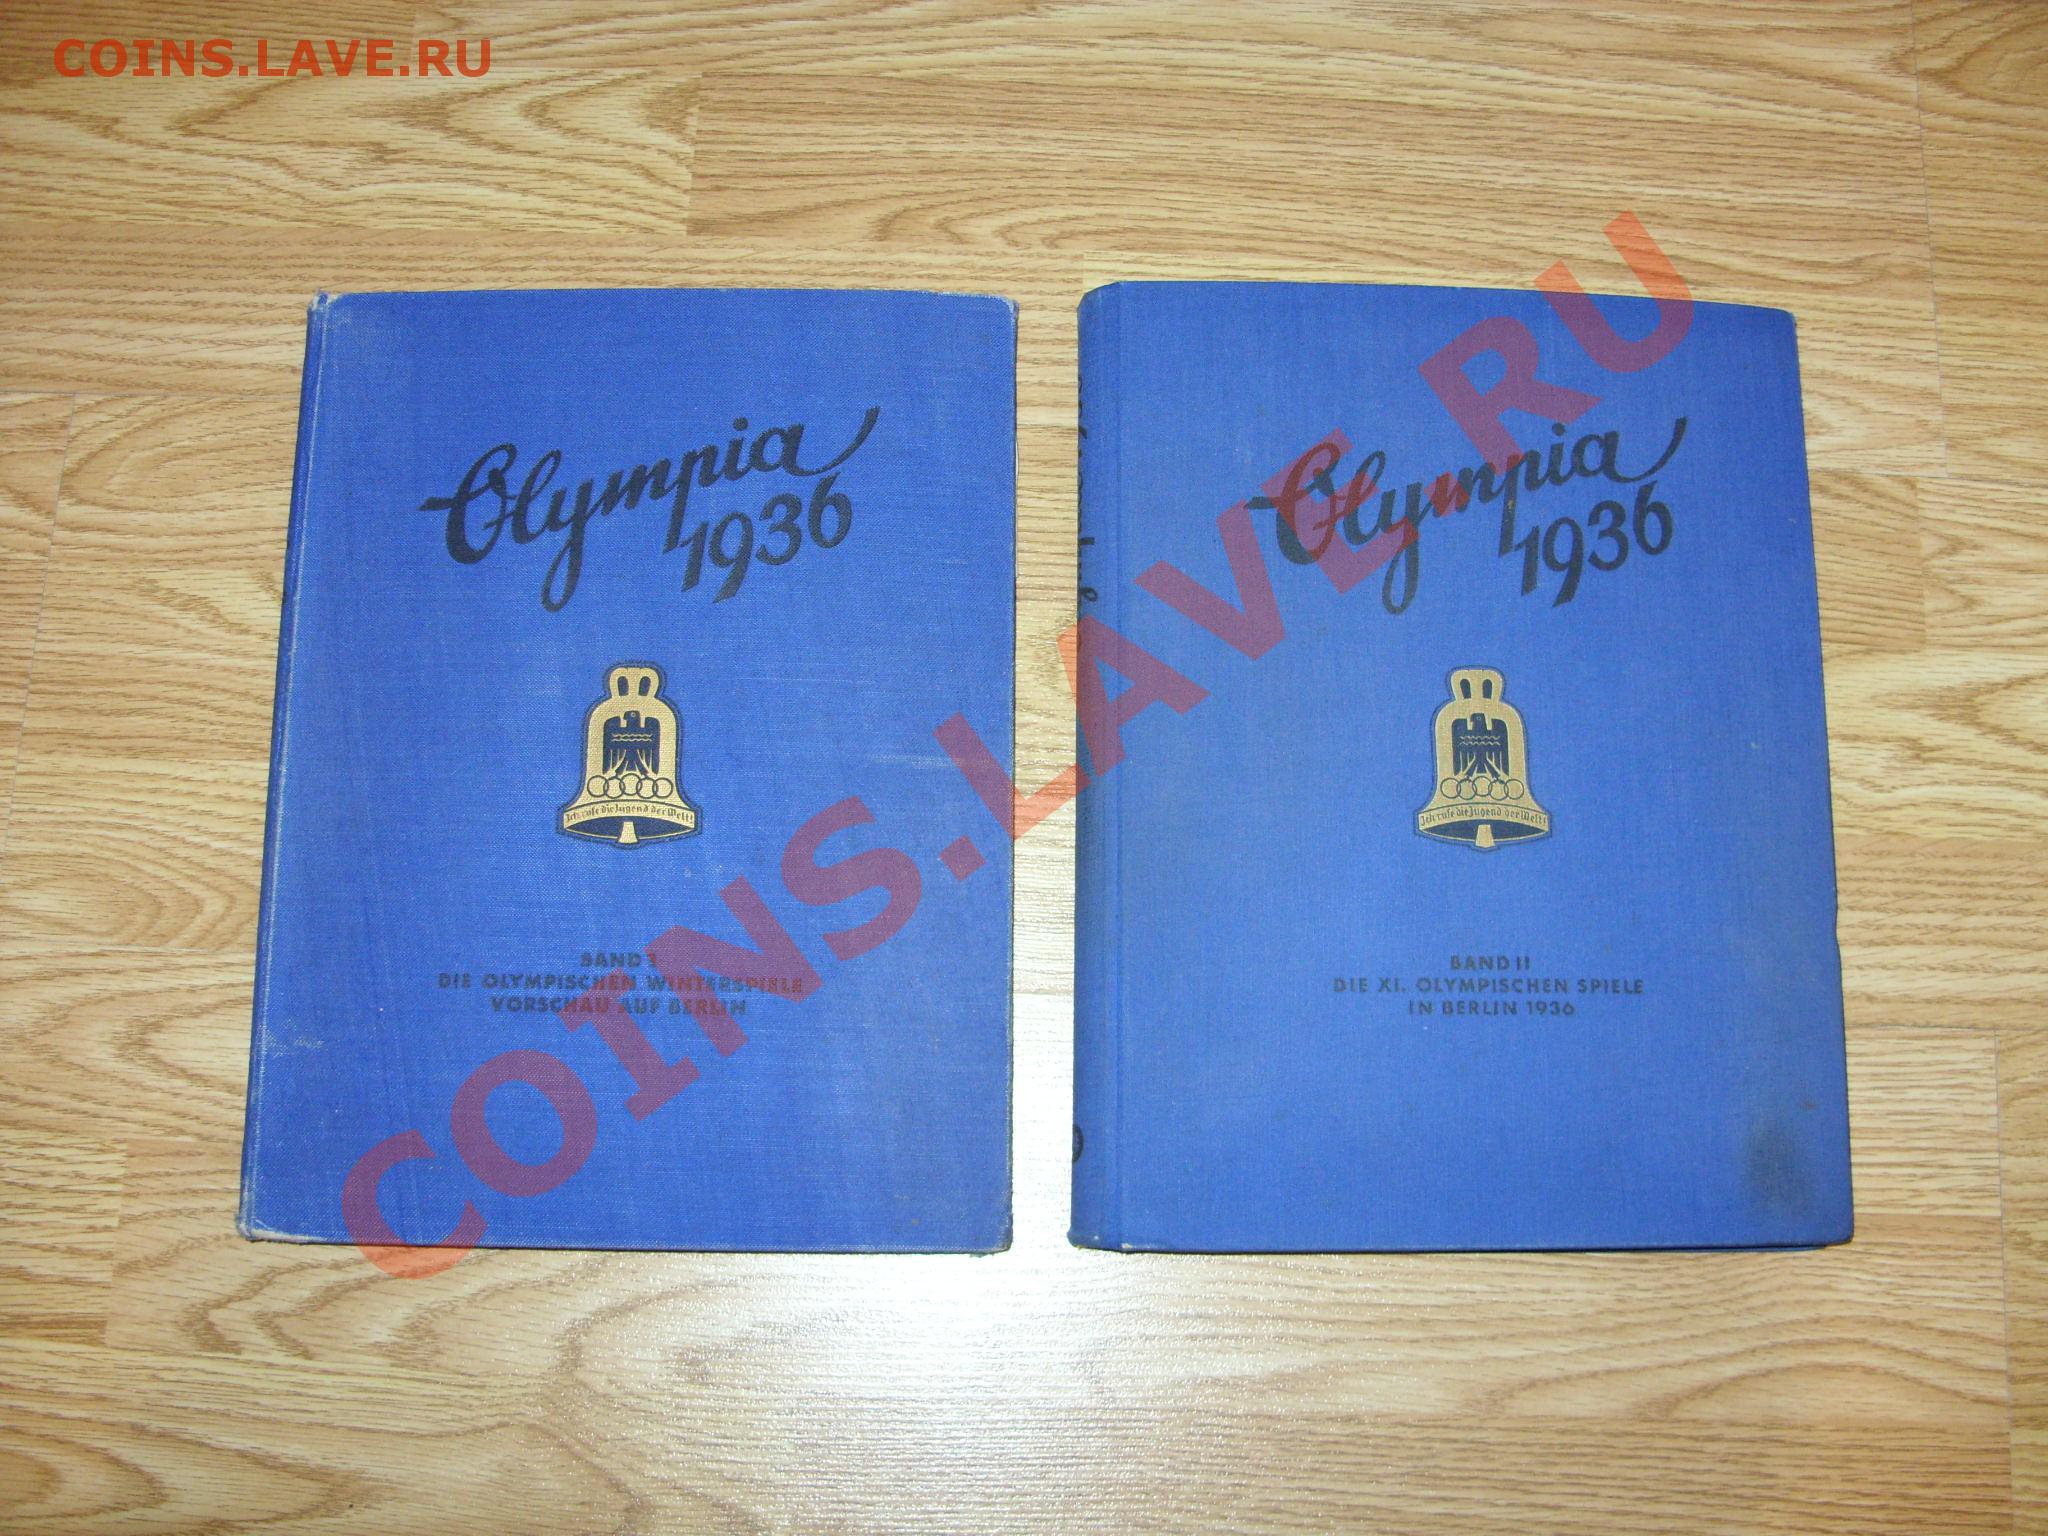 COINS.LAVE.RU
Olympia
1936
Ich rufe die Jugend der Welt!
BAND I
DIE OLYMPISCHEN WINTERSPIELE
VORSCHAU AUF BERLIN
Olympia
1936
Ich rufe die Jugend der Welt!
BAND II
DIE XI. OLYMPISCHEN SPIELE
IN BERLIN 1936
COINS.LAVE.RU